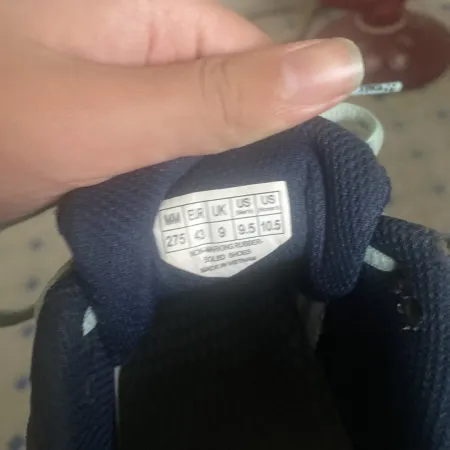 MM EUR UK US US
275 43 9 9.5 10.5
NON-MARKING RUBBER-
SOLED SHOES
MADE IN VIETNAM